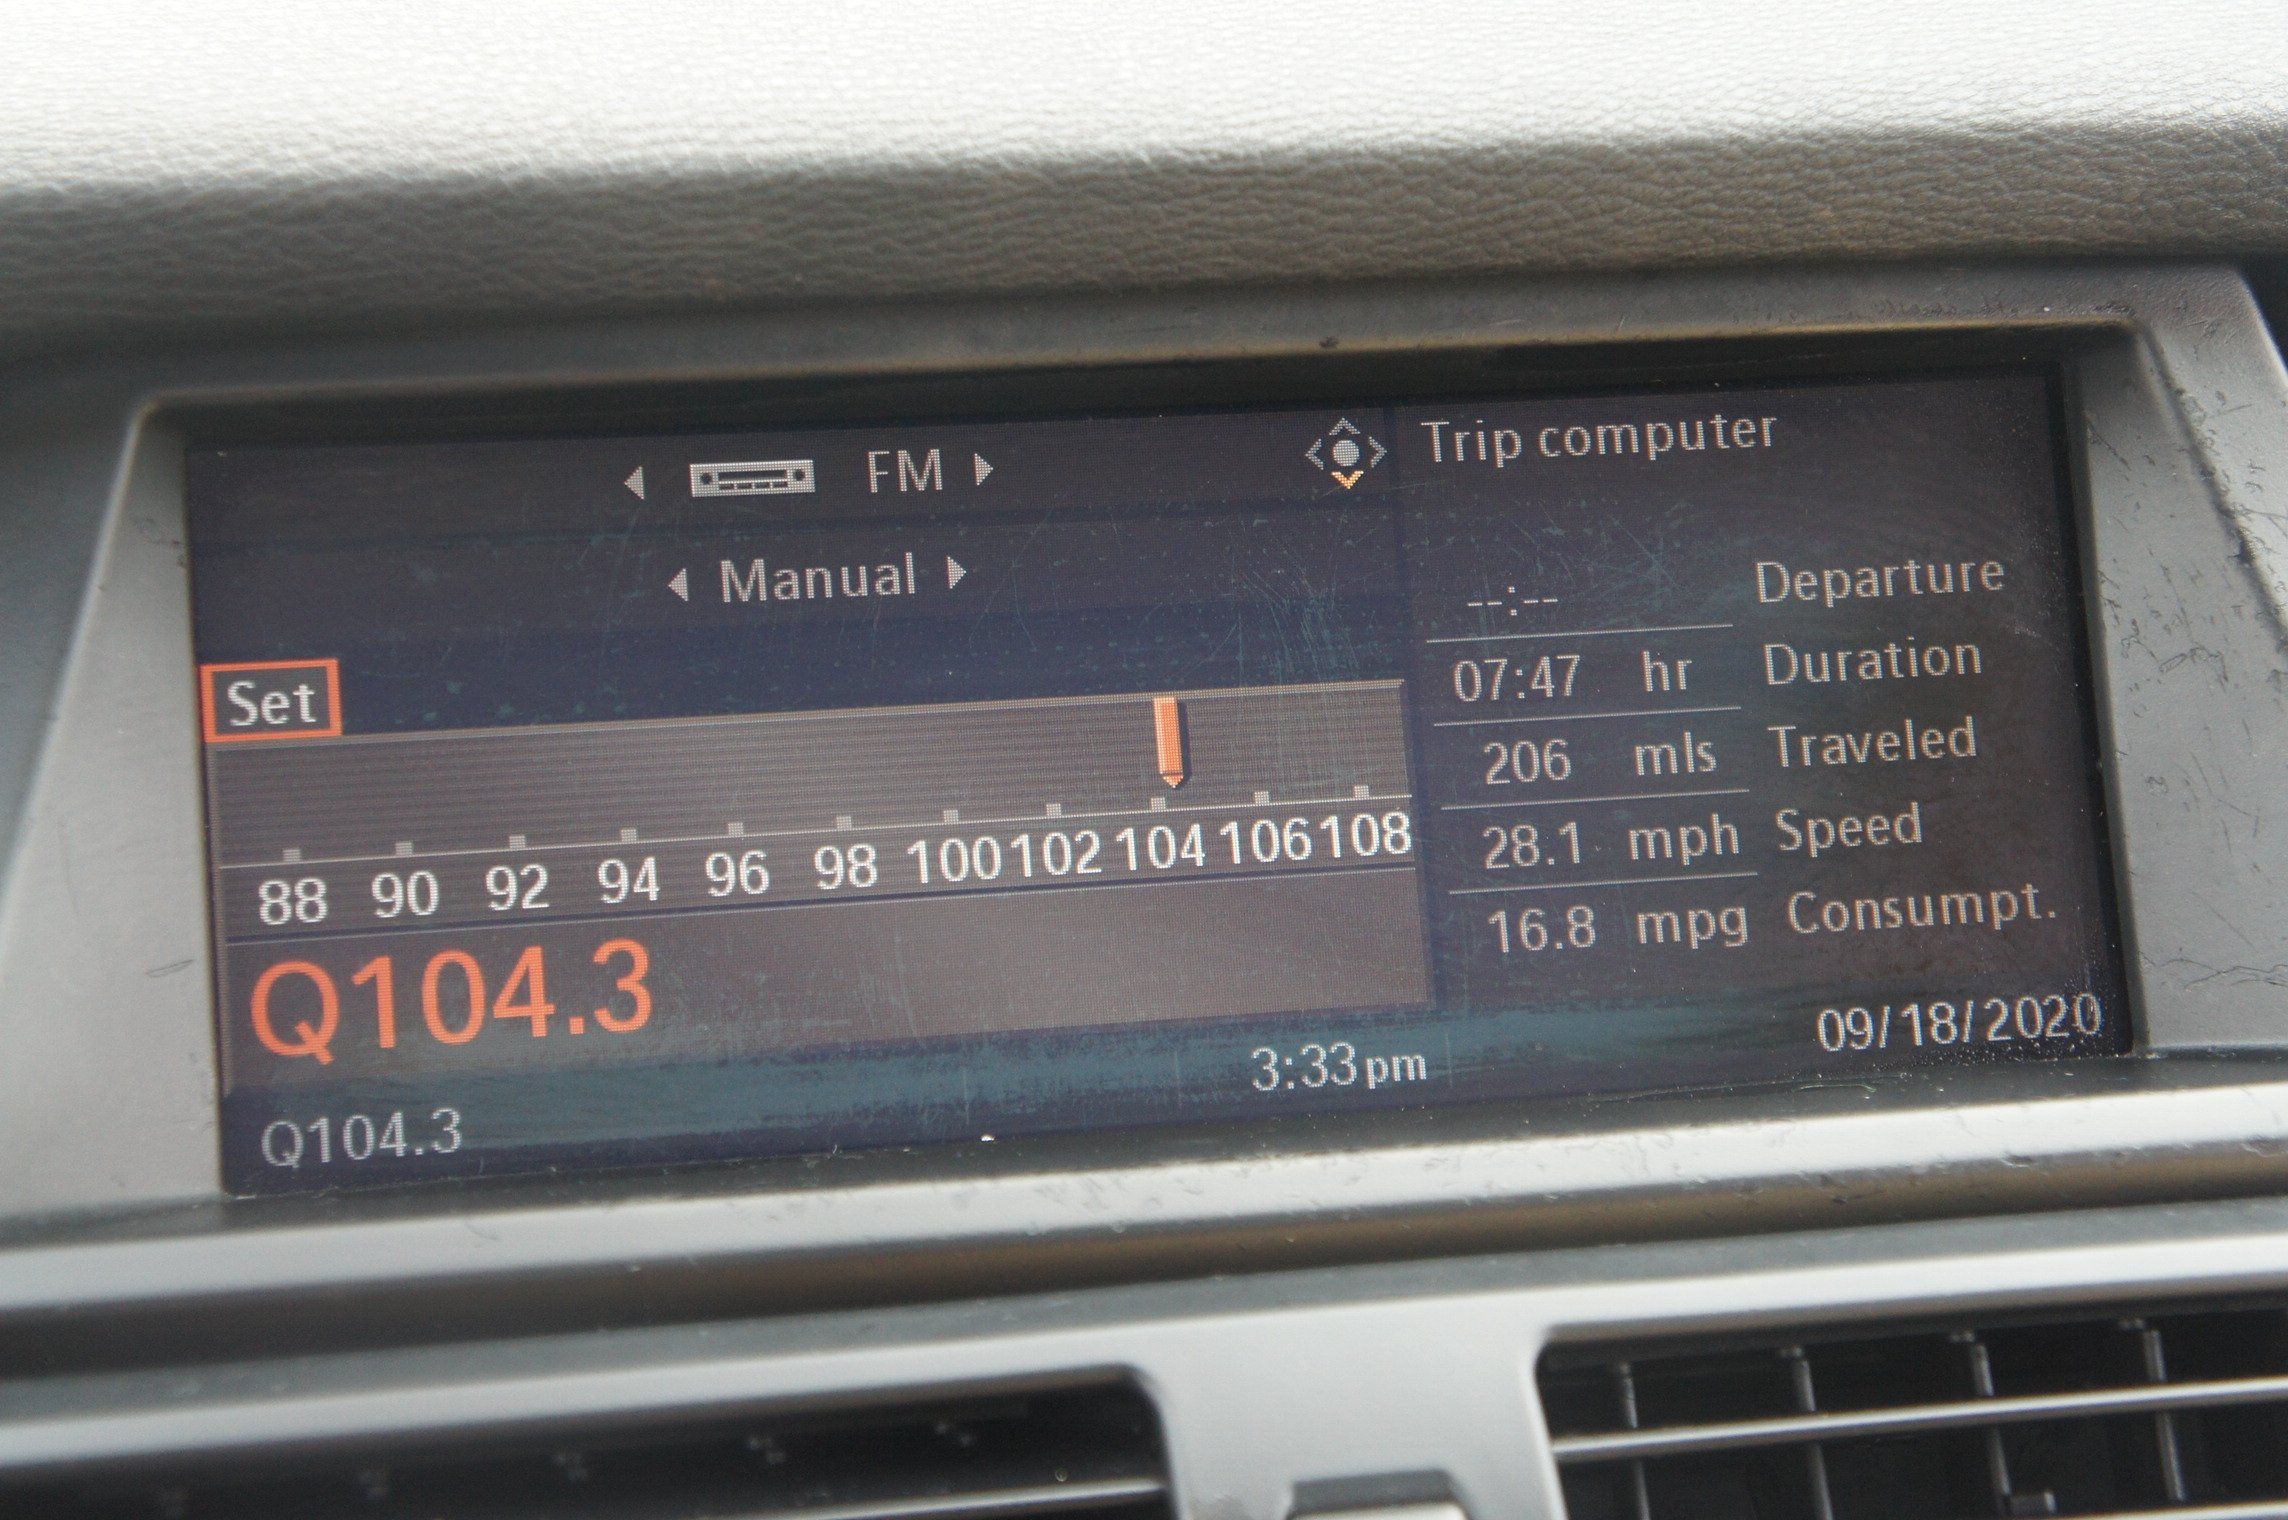 FM
Manual
Set
88 90 92 94 96 98 100 102 104 106 108
Q104.3
Q104.3
3:33pm
Trip computer
--:-- Departure
07:47 hr Duration
206 mls Traveled
28.1 mph Speed
16.8 mpg Consumpt.
09/18/2020